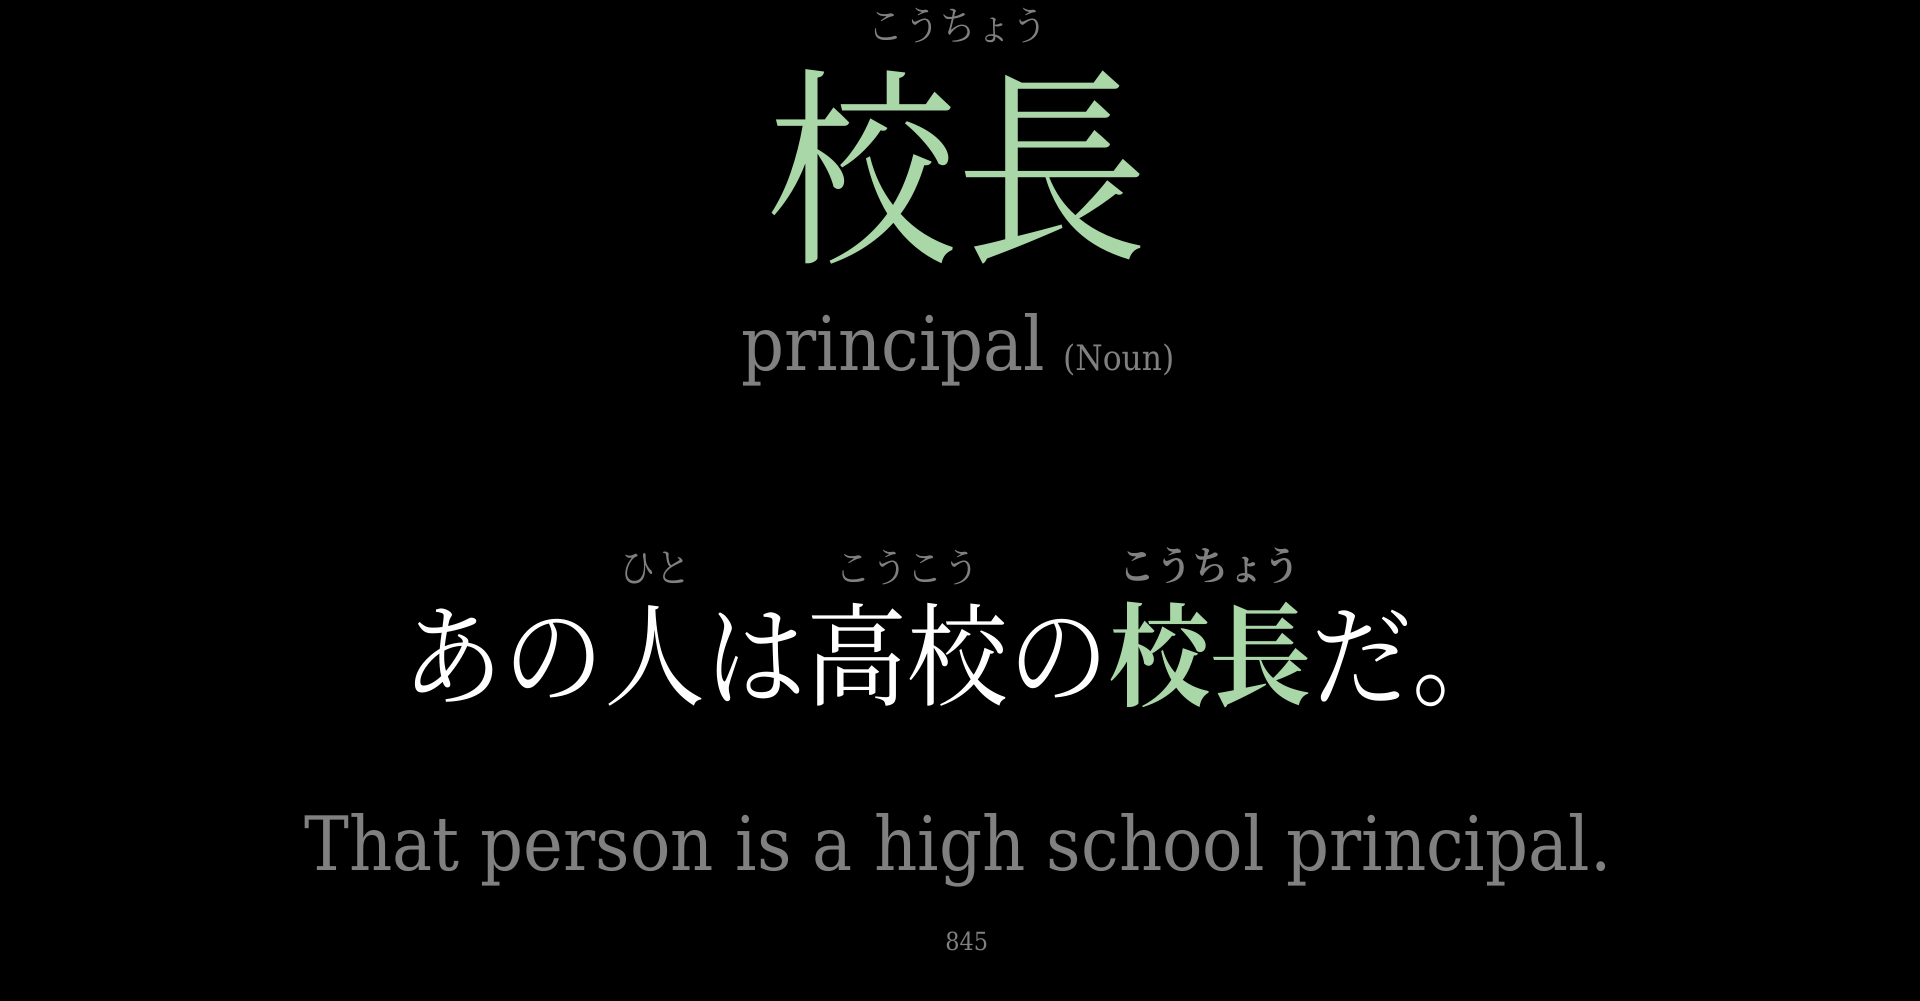 こうちょう
校長
principal (Noun)
ひと こうこう こうちょう
あの人は高校の校長だ。
That person is a high school principal.
845